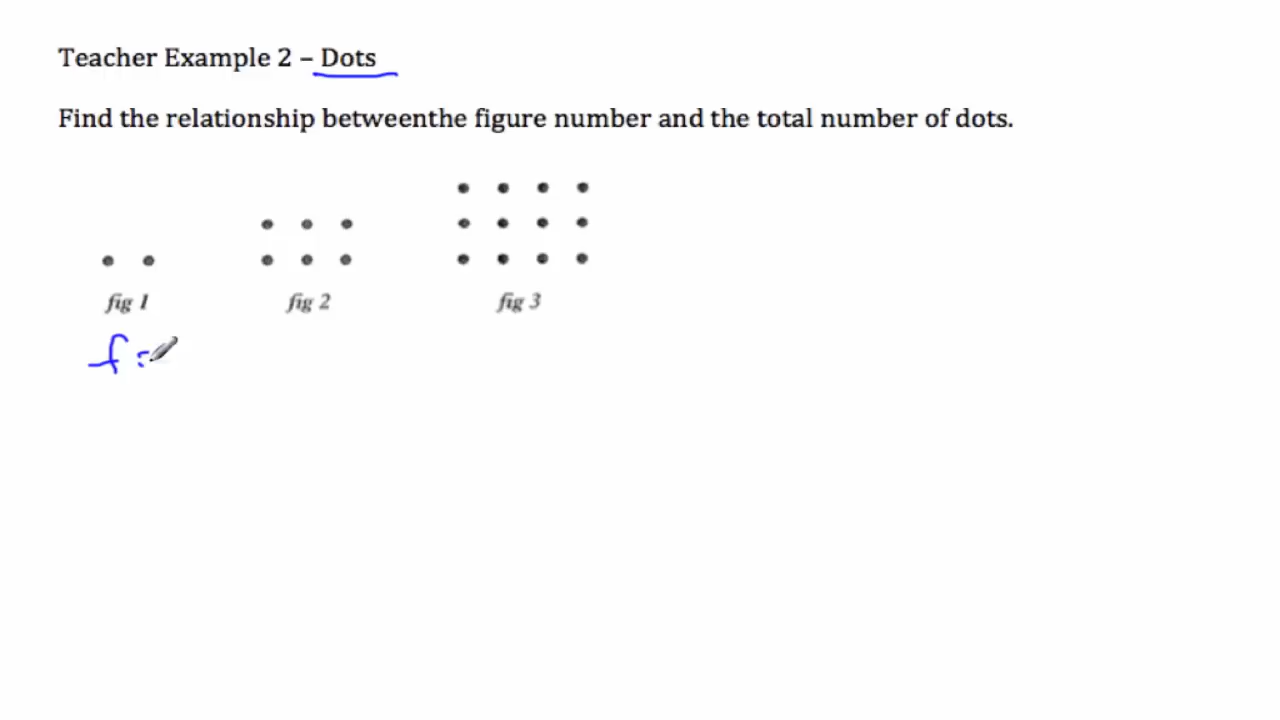 Teacher Example 2 – Dots
Find the relationship betweenthe figure number and the total number of dots.
fig 1 fig 2 fig 3
f =